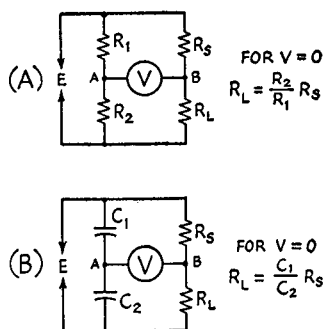 (A)
E
R1
RS
A
V
B
R2
RL
FOR V=0
RL = R2/R1 RS
(B)
E
C1
RS
A
V
B
C2
RL
FOR V=0
RL = C1/C2 RS